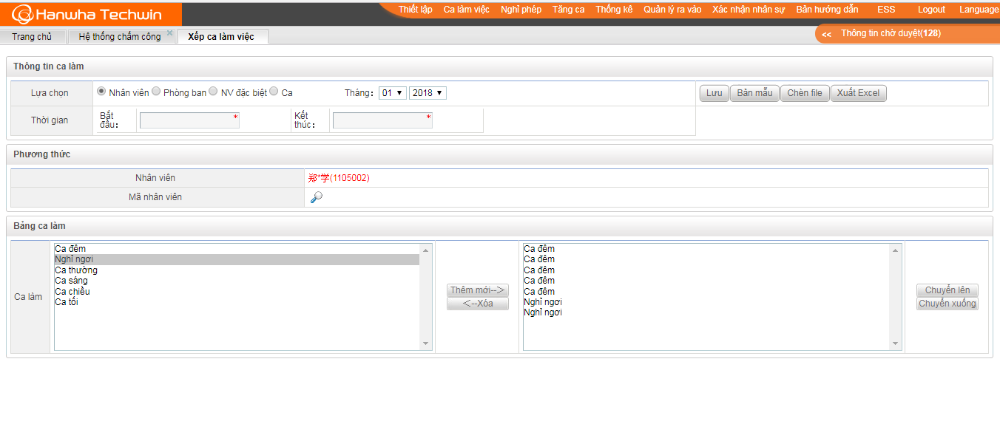 Hanwha Techwin
Thiết lập Ca làm việc Nghỉ phép Tăng ca Thống kê Quản lý ra vào Xác nhận nhân sự Bản hướng dẫn ESS Logout Language
Trang chủ Hệ thống chấm công Xếp ca làm việc
<< Thông tin chờ duyệt(128)
Thông tin ca làm
Lựa chọn Nhân viên Phòng ban NV đặc biệt Ca Tháng: 01 2018 Lưu Bản mẫu Chèn file Xuất Excel
Thời gian Bắt đầu: * Kết thúc: *
Phương thức
Nhân viên 郑*学(1105002)
Mã nhân viên
Bảng ca làm
Ca làm
Ca đêm
Nghỉ ngơi
Ca thường
Ca sáng
Ca chiều
Ca tối
Thêm mới-->
<--Xóa
Ca đêm
Ca đêm
Ca đêm
Ca đêm
Ca đêm
Nghỉ ngơi
Nghỉ ngơi
Chuyển lên
Chuyển xuống